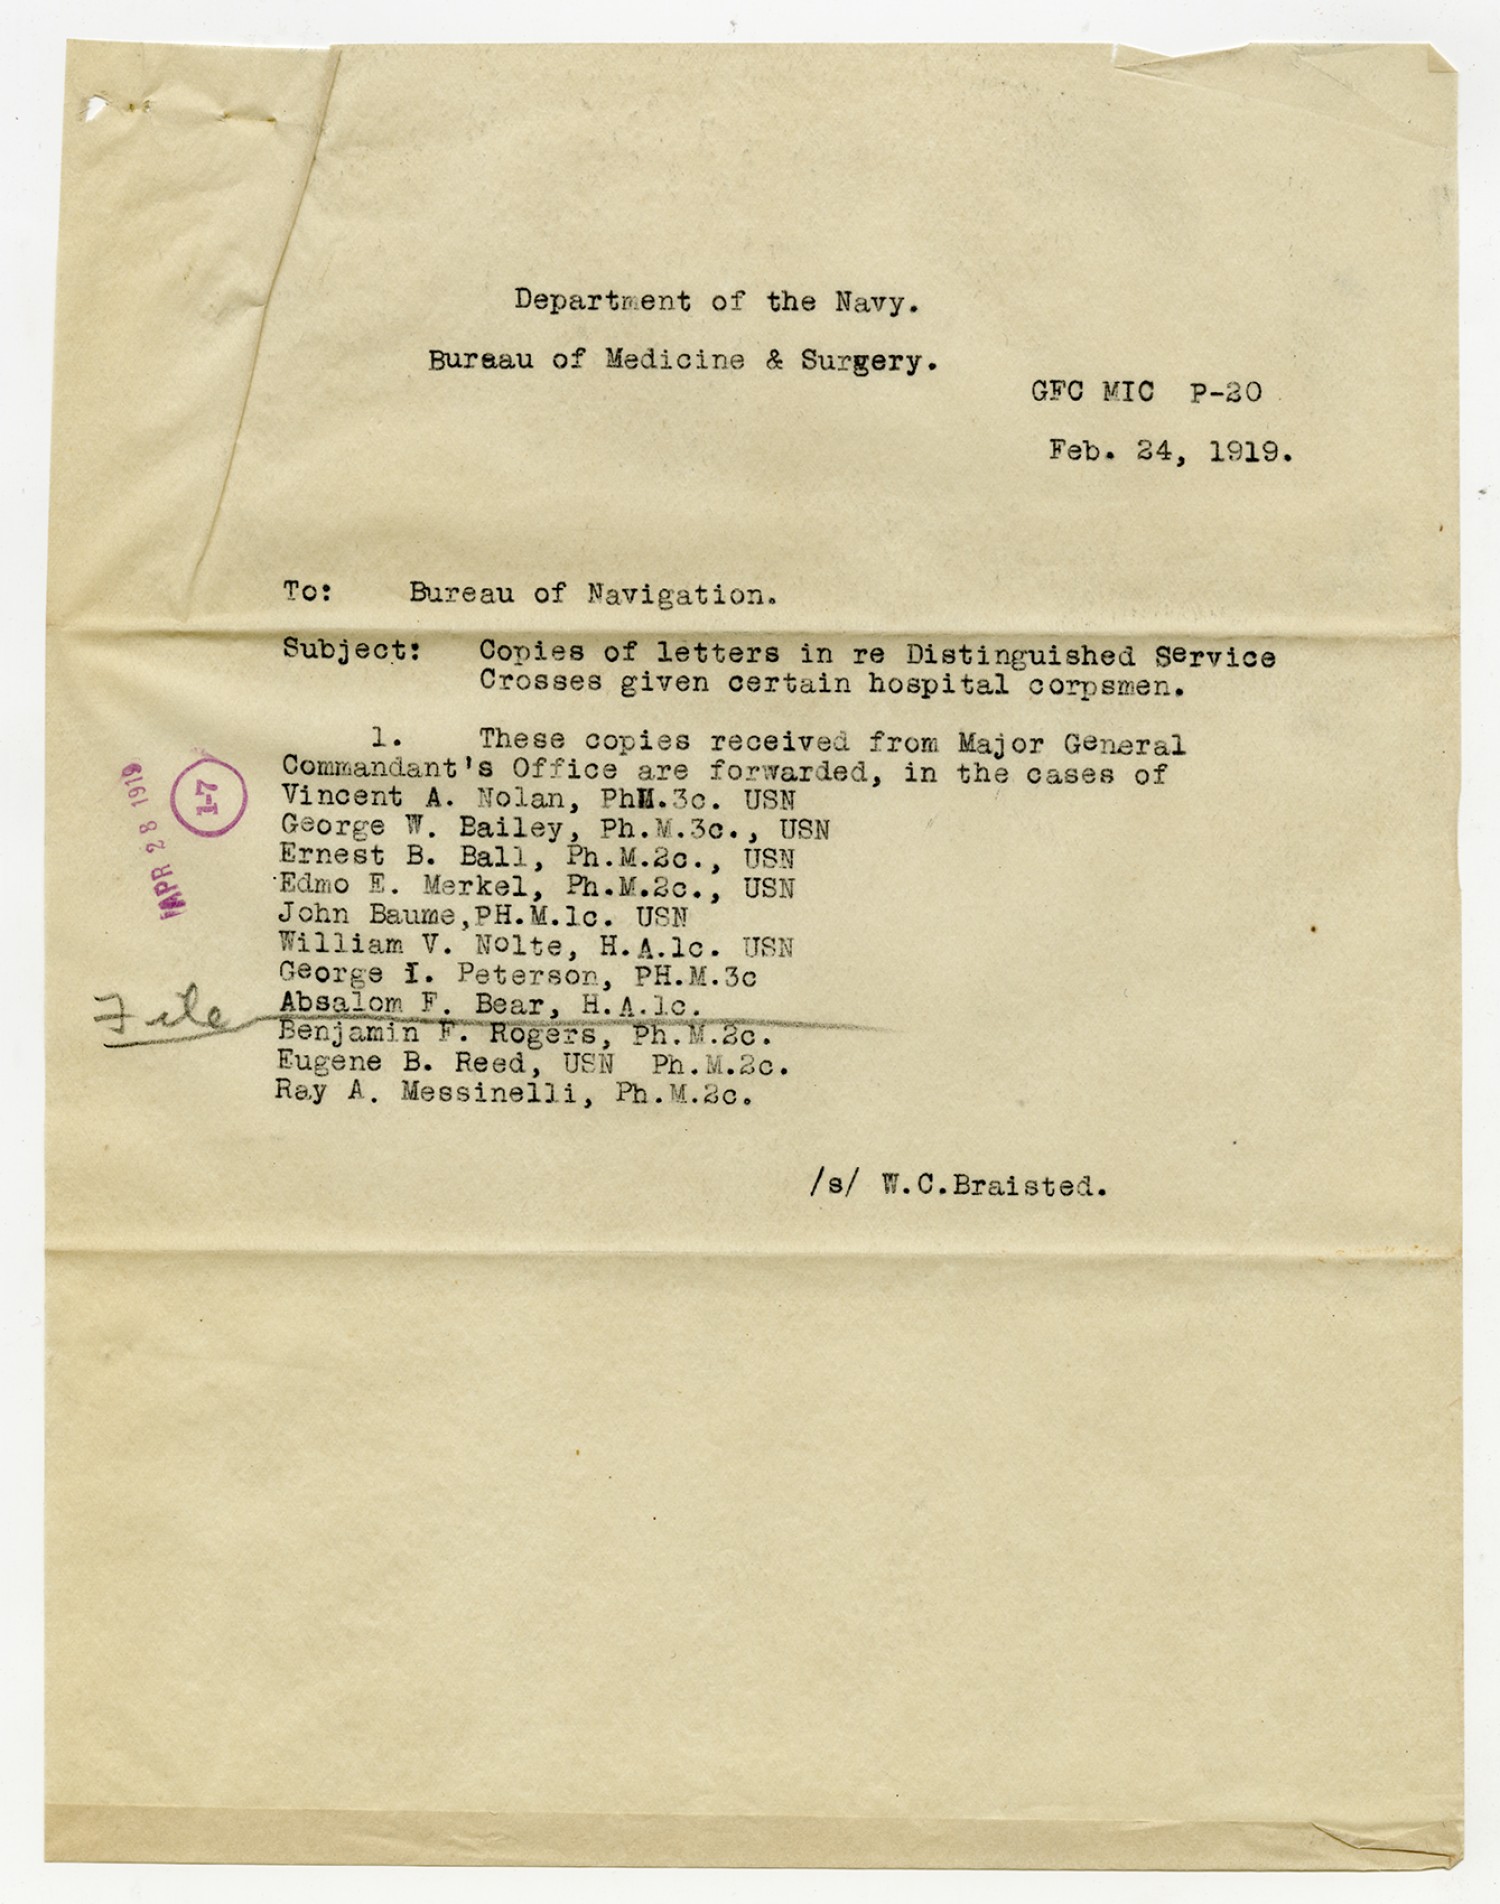 Department of the Navy.
Bureau of Medicine & Surgery.
GFC MIC P-20
Feb. 24, 1919.
To: Bureau of Navigation.
Subject: Copies of letters in re Distinguished Service
Crosses given certain hospital corpsmen.
1. These copies received from Major General
Commandant's Office are forwarded, in the cases of
Vincent A. Nolan, PhM.3c. USN
George W. Bailey, Ph.M.3c., USN
Ernest B. Ball, Ph.M.2c., USN
Edmo E. Merkel, Ph.M.2c., USN
John Baume,PH.M.1c. USN
William V. Nolte, H.A.1c. USN
George I. Peterson, PH.M.3c
Absalom F. Bear, H.A.1c.
Benjamin F. Rogers, Ph.M.2c.
Eugene B. Reed, USN Ph.M.2c.
Ray A. Messinelli, Ph.M.2c.
/s/ W.C.Braisted.
1-7
APR 28 1919
File